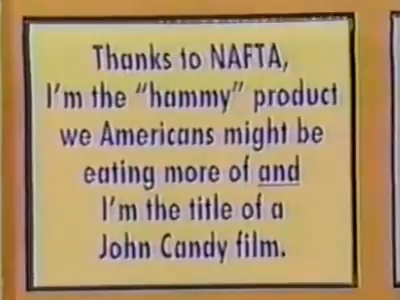 Thanks to NAFTA,
I'm the "hammy" product
we Americans might be
eating more of and
I'm the title of a
John Candy film.